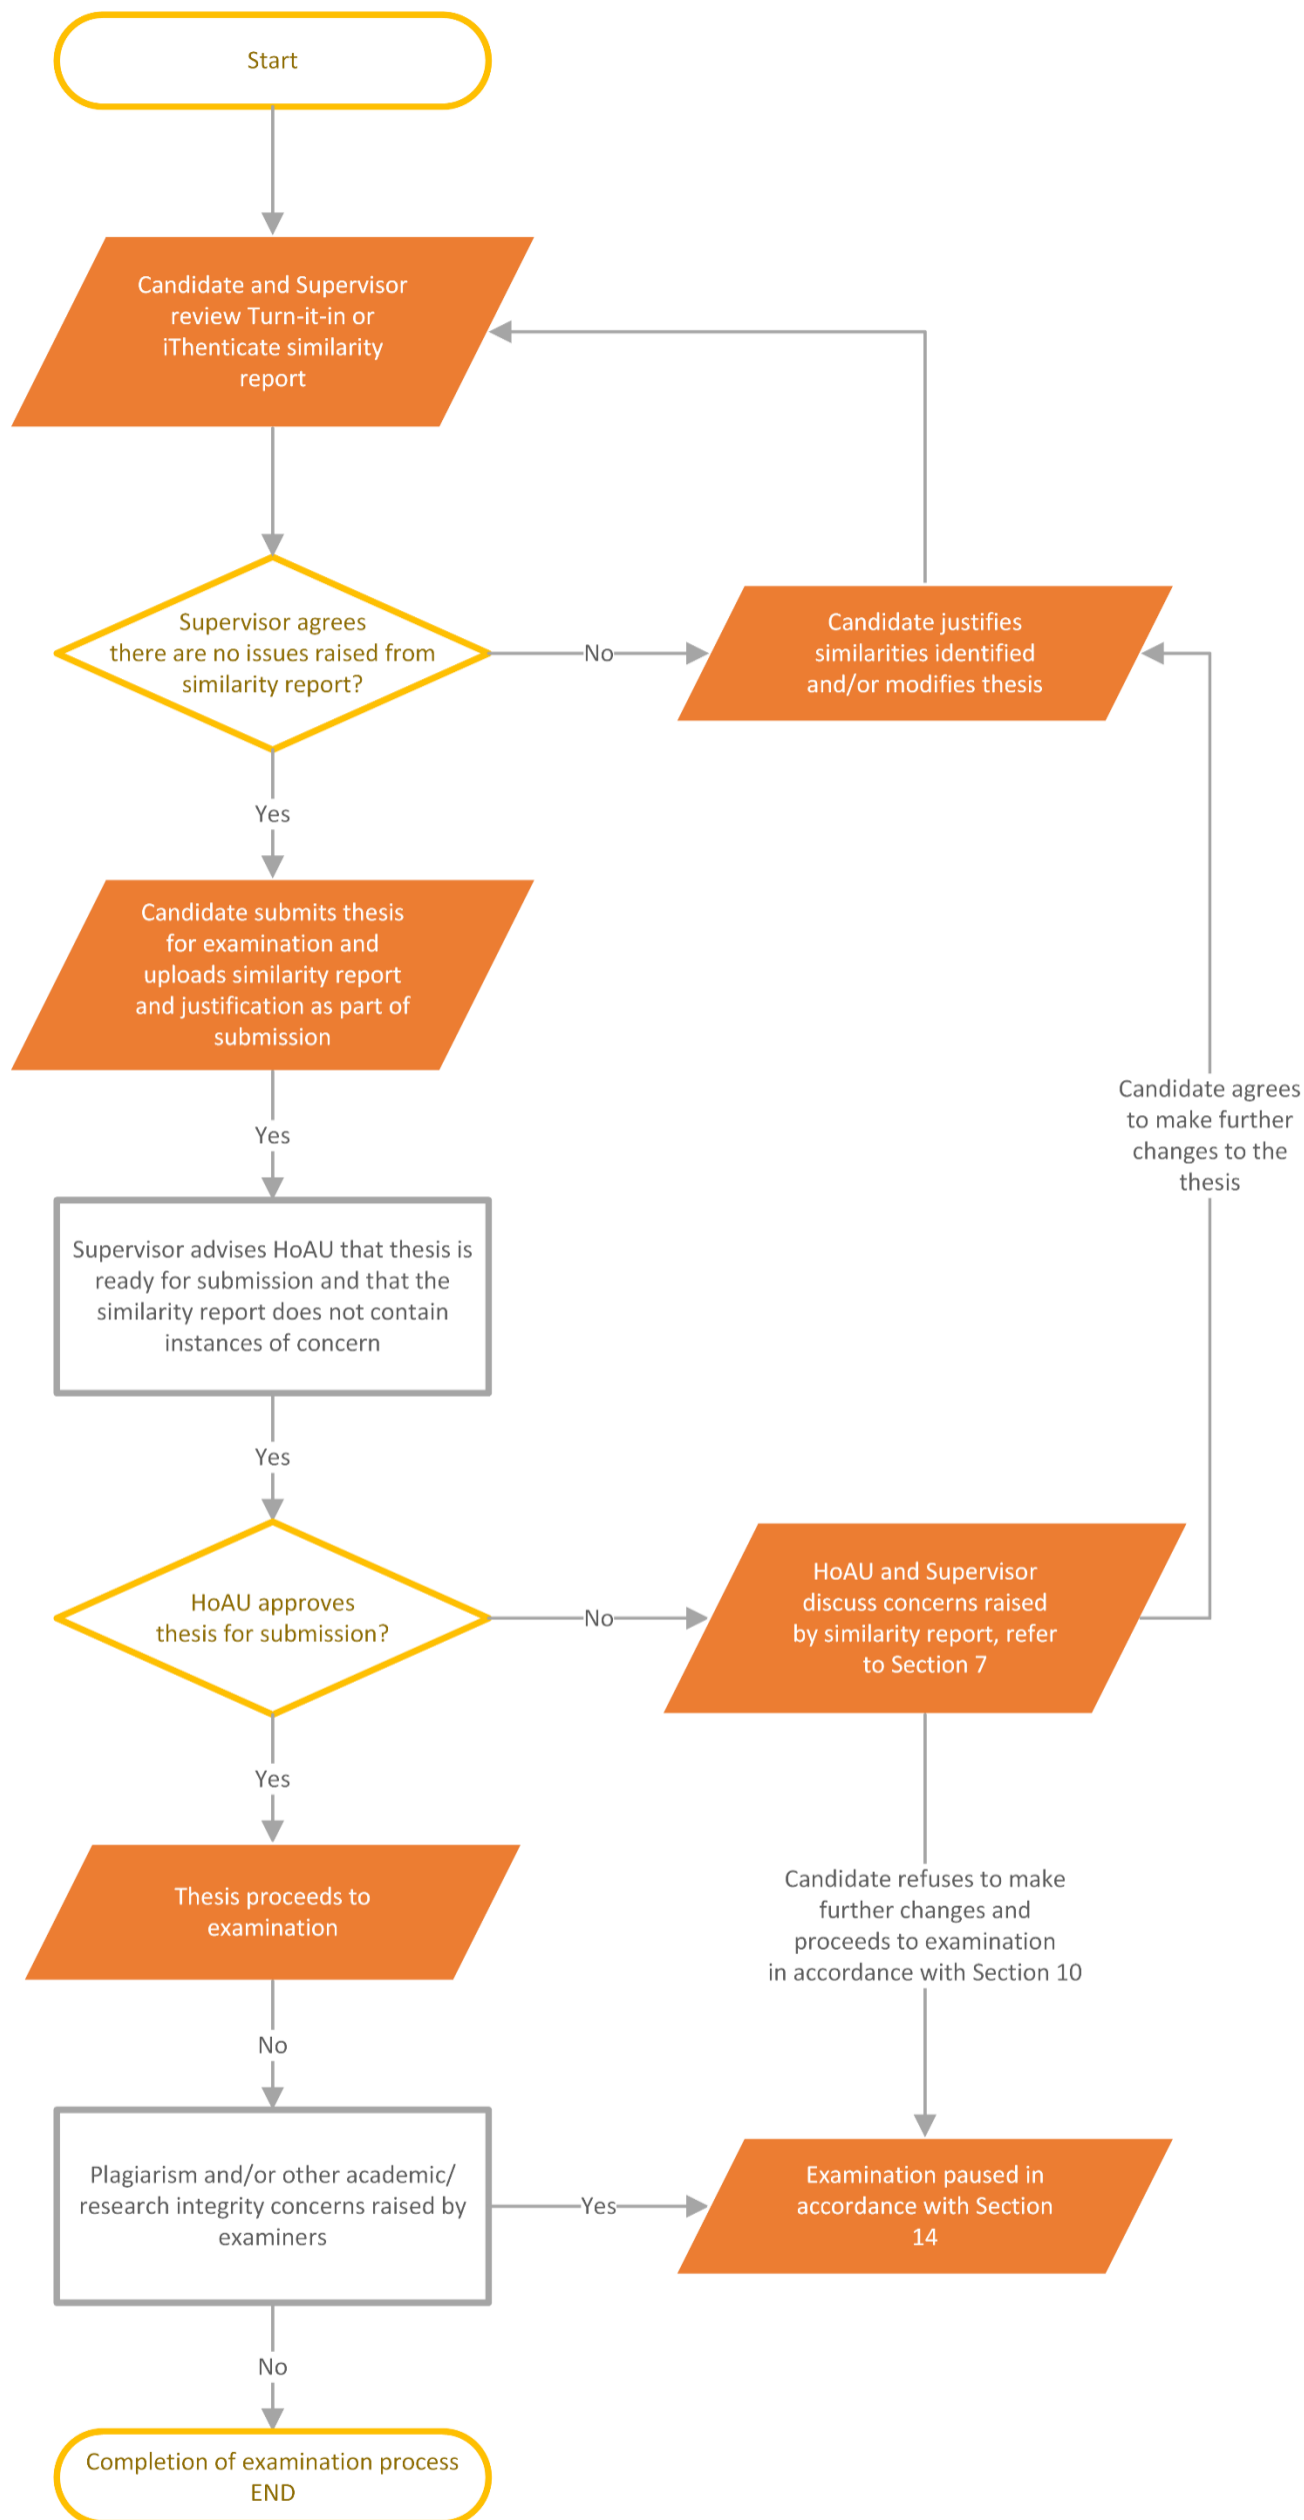 Start
Candidate and Supervisor
review Turn-it-in or
iThenticate similarity
report
Supervisor agrees
there are no issues raised from
similarity report?
No
Candidate justifies
similarities identified
and/or modifies thesis
Yes
Candidate submits thesis
for examination and
uploads similarity report
and justification as part of
submission
Candidate agrees
to make further
changes to the
thesis
Yes
Supervisor advises HoAU that thesis is
ready for submission and that the
similarity report does not contain
instances of concern
Yes
HoAU approves
thesis for submission?
No
HoAU and Supervisor
discuss concerns raised
by similarity report, refer
to Section 7
Yes
Thesis proceeds to
examination
Candidate refuses to make
further changes and
proceeds to examination
in accordance with Section 10
No
Plagiarism and/or other academic/
research integrity concerns raised by
examiners
Yes
Examination paused in
accordance with Section
14
No
Completion of examination process
END